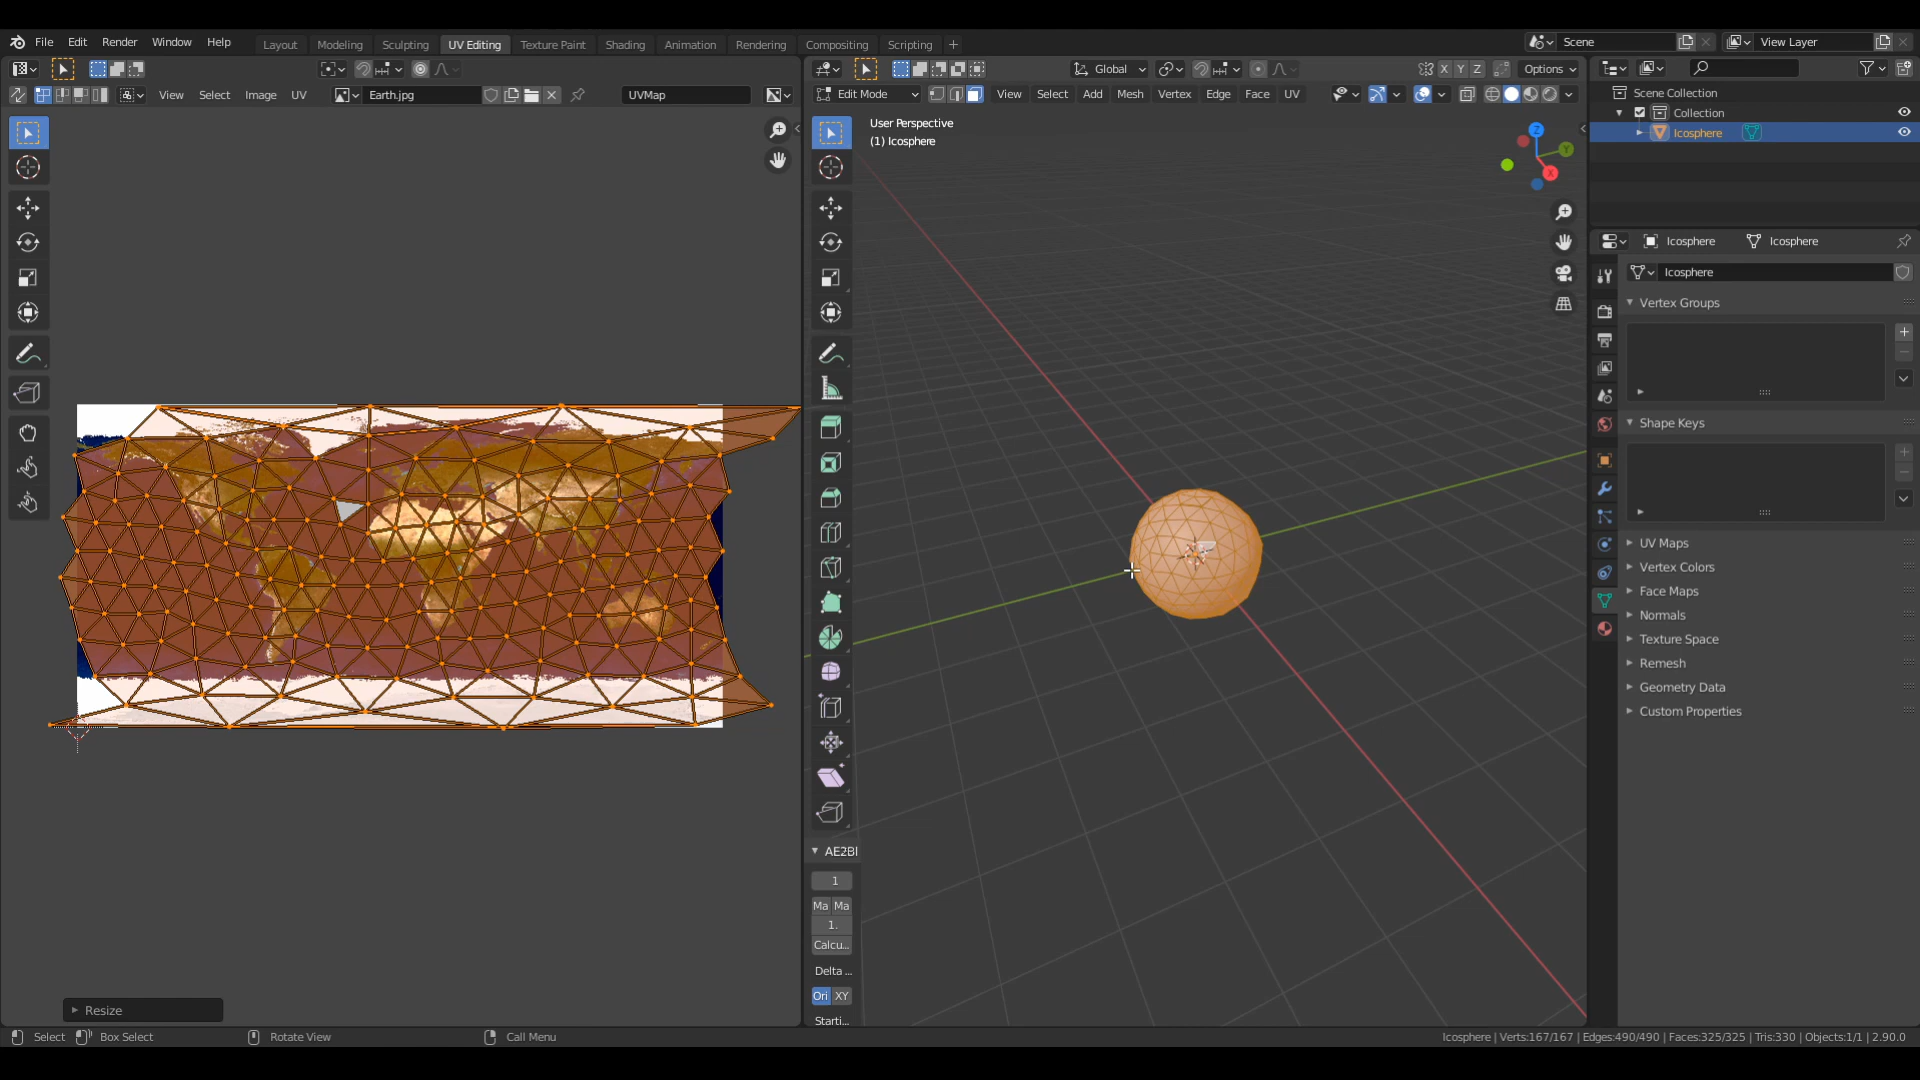 File Edit Render Window Help
Layout Modeling Sculpting UV Editing Texture Paint Shading Animation Rendering Compositing Scripting +
Scene
View Layer
Global
X Y Z
Options
View Select Image UV
Earth.jpg
UVMap
Edit Mode
View Select Add Mesh Vertex Edge Face UV
User Perspective
(1) Icosphere
Z
Y
X
Scene Collection
Collection
Icosphere
Icosphere Icosphere
Icosphere
Vertex Groups
Shape Keys
UV Maps
Vertex Colors
Face Maps
Normals
Texture Space
Remesh
Geometry Data
Custom Properties
AE2Bl
1
Ma Ma
1.
Calcu...
Delta ...
Ori XY
Starti...
Resize
Select Box Select Rotate View Call Menu
Icosphere | Verts:167/167 | Edges:490/490 | Faces:325/325 | Tris:330 | Objects:1/1 | 2.90.0